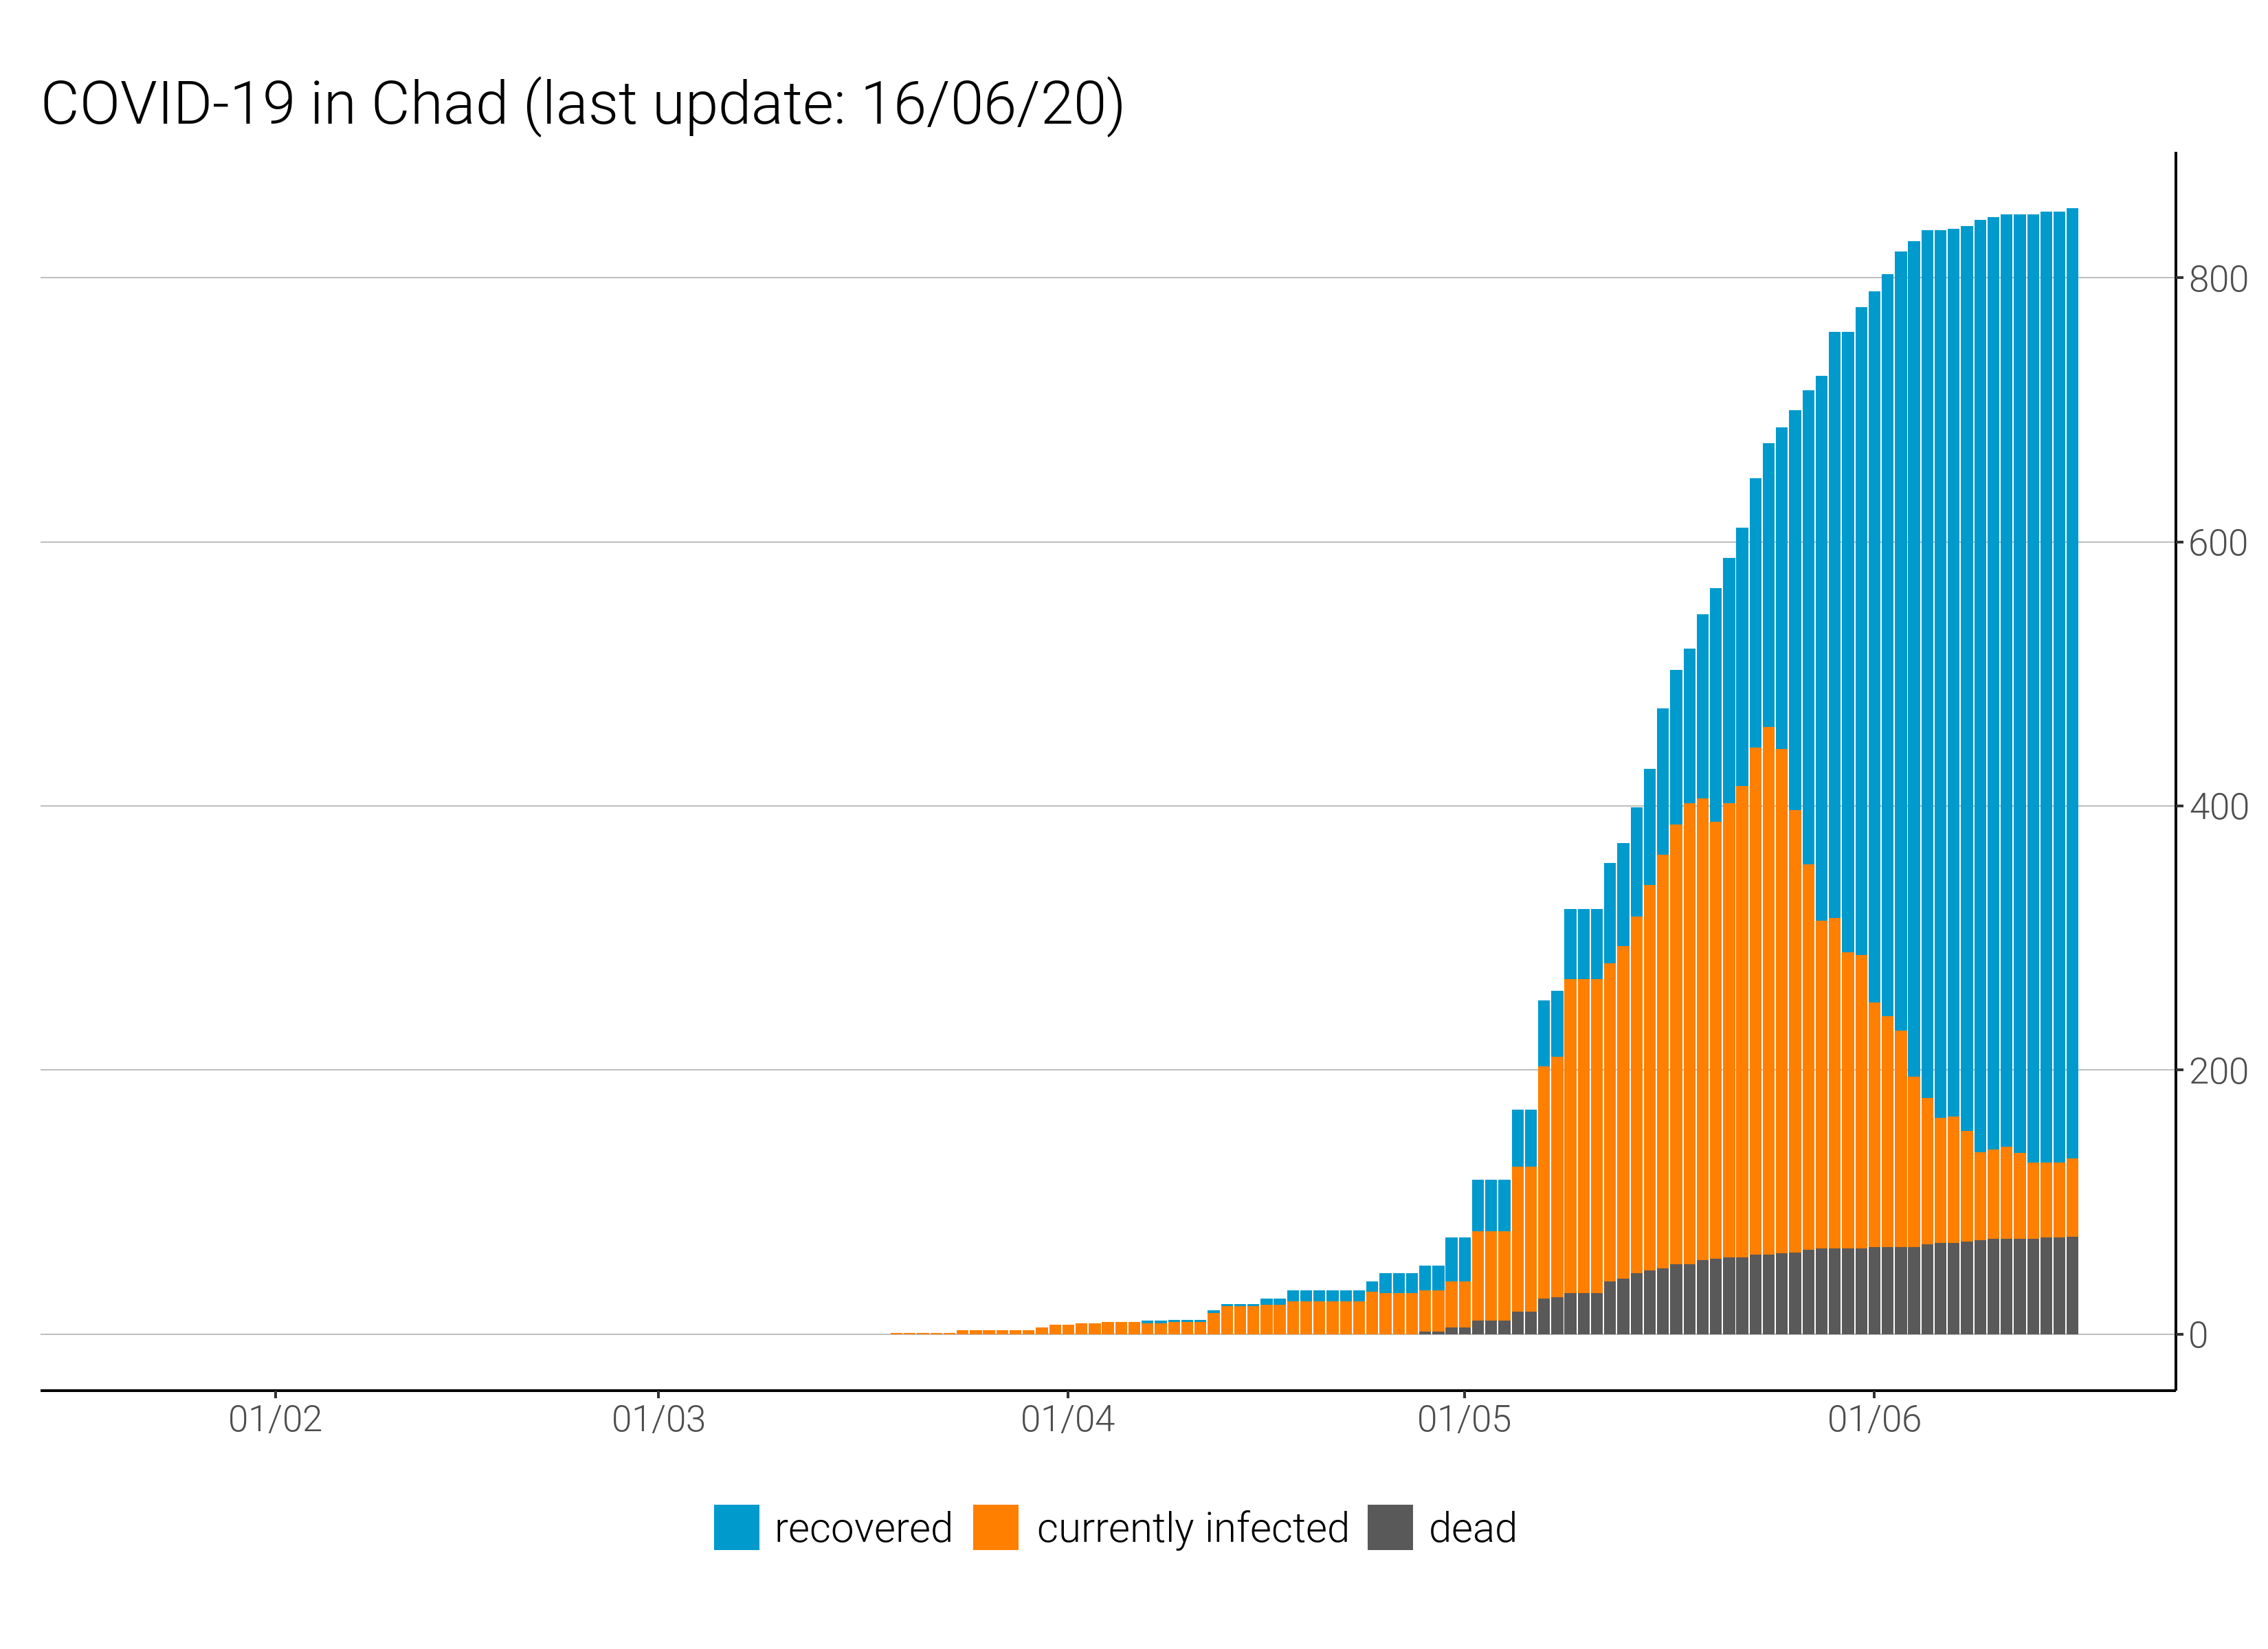 COVID-19 in Chad (last update: 16/06/20)
800
600
400
200
0
01/02 01/03 01/04 01/05 01/06
recovered currently infected dead